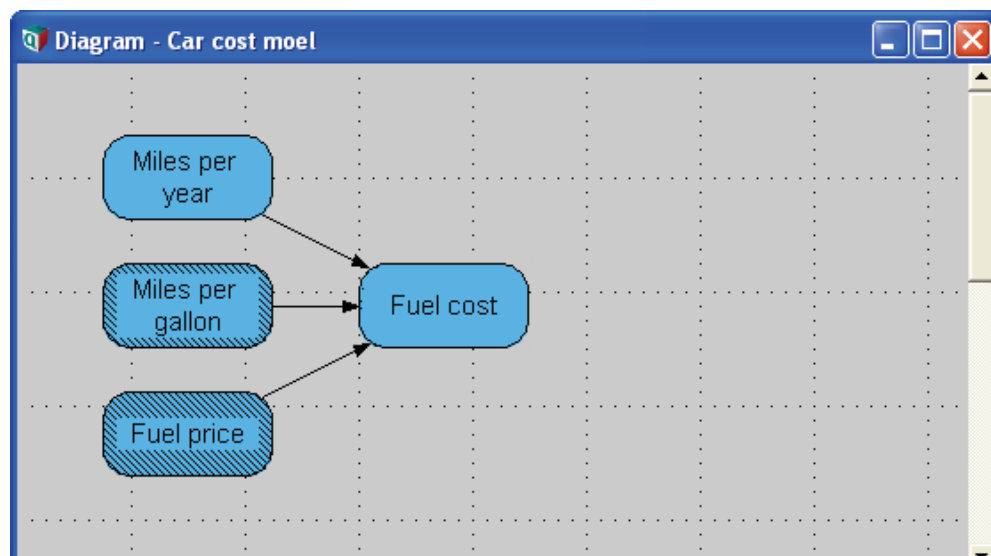 Diagram - Car cost moel
Miles per
year
Miles per
gallon
Fuel cost
Fuel price